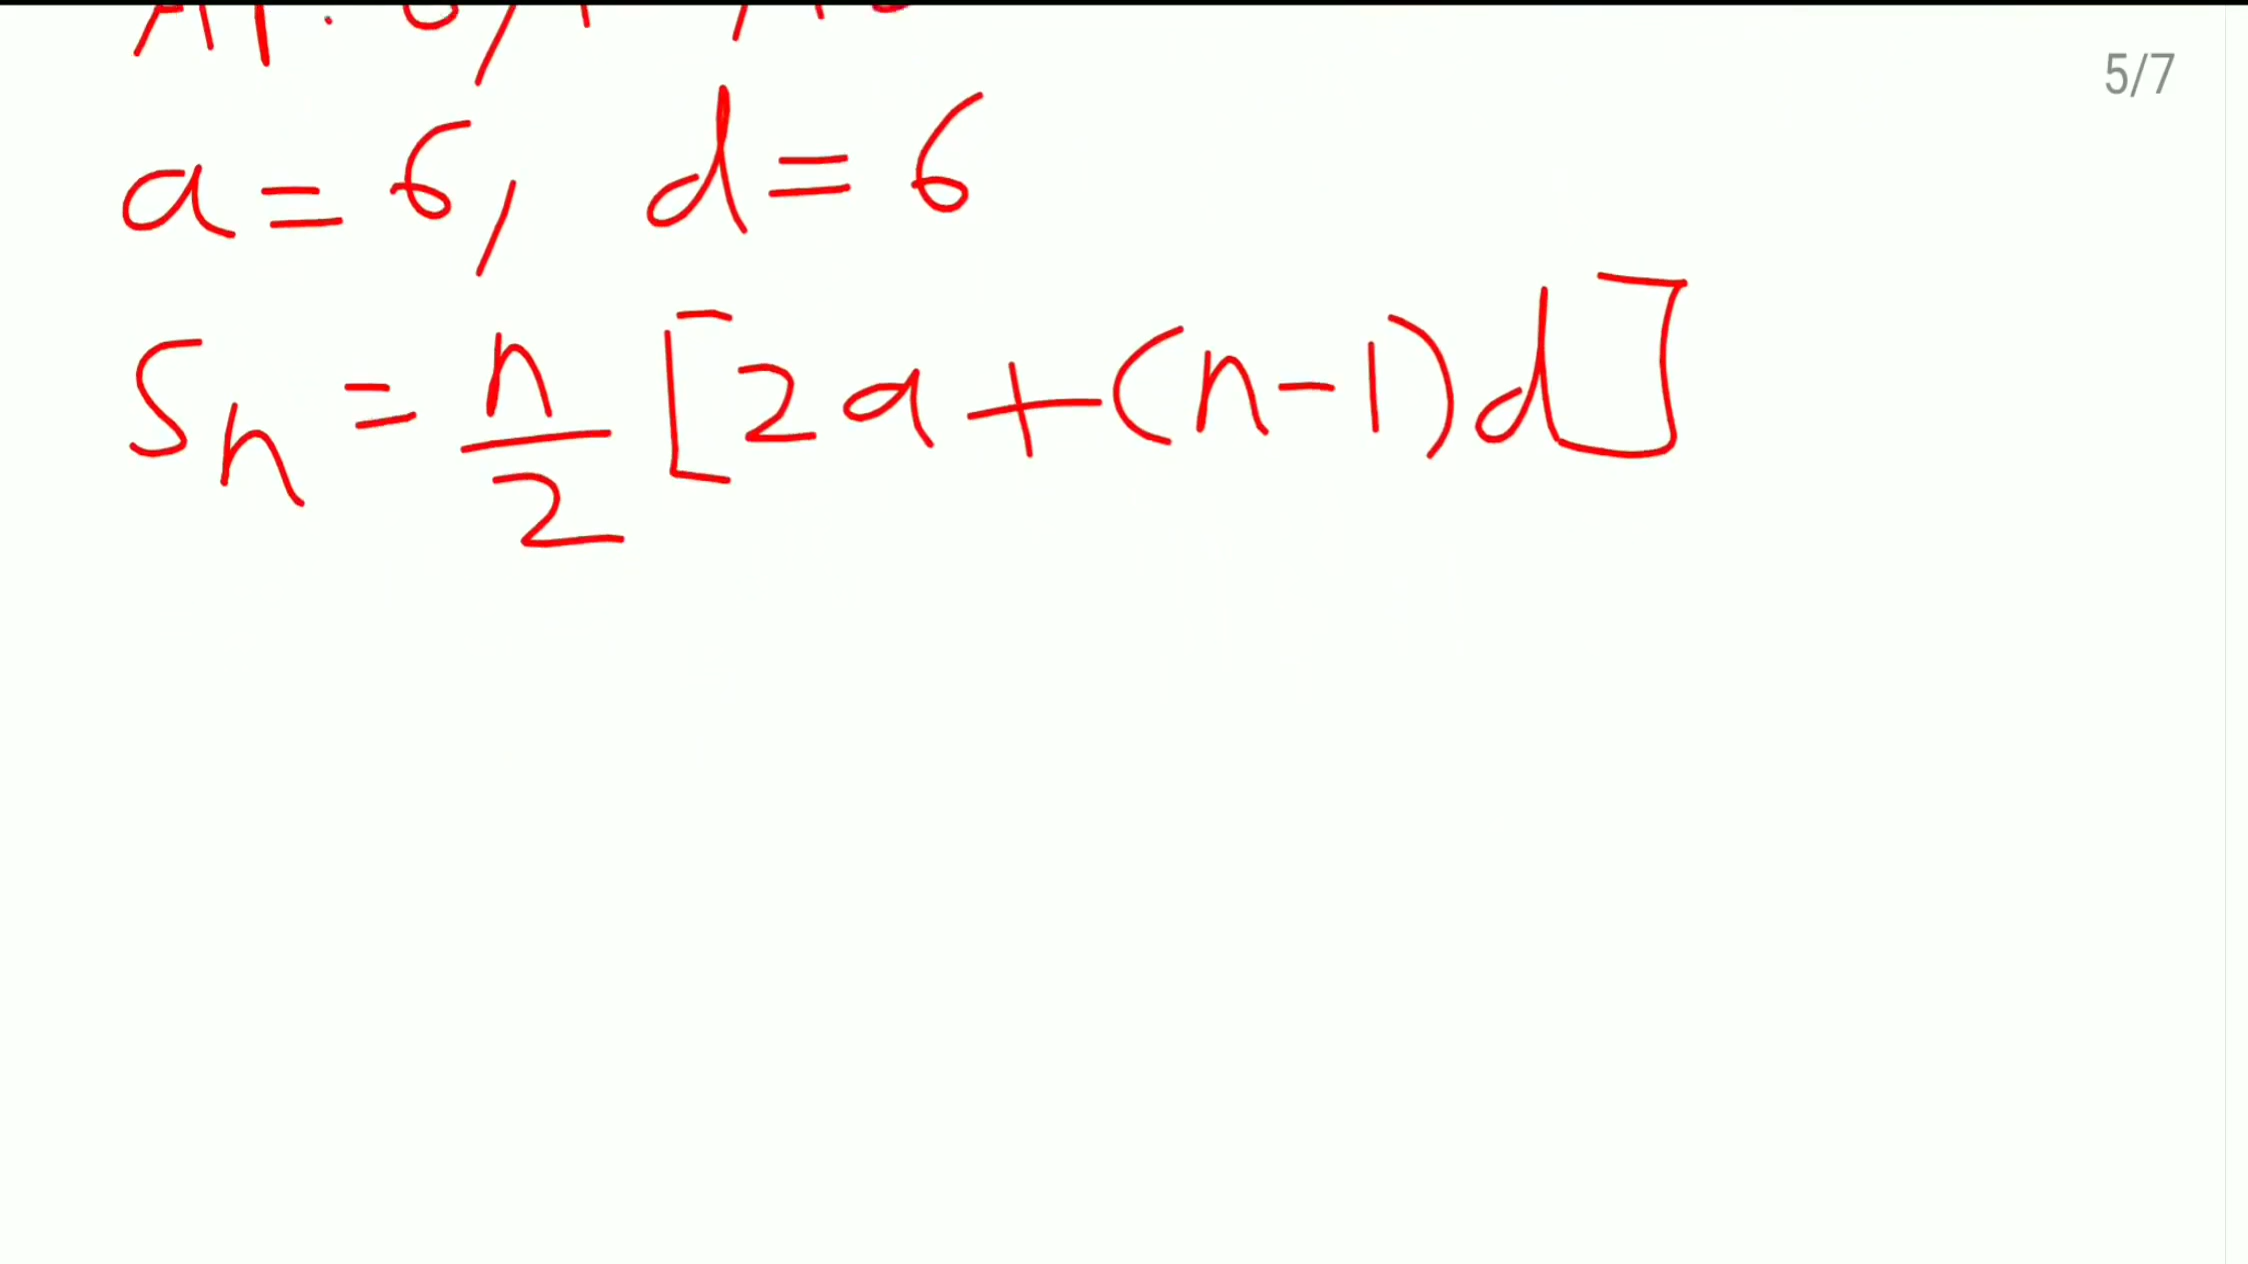 5/7
a = 6, d = 6
Sn = n/2 [2a + (n-1)d]